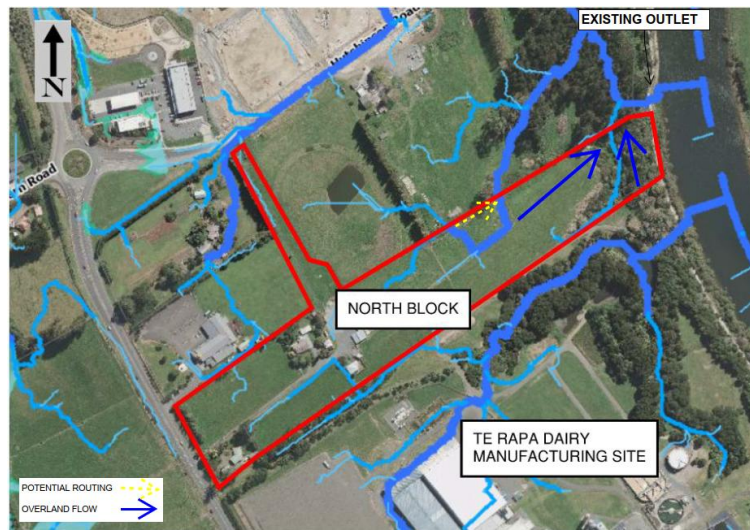 EXISTING OUTLET
N
NORTH BLOCK
TE RAPA DAIRY
MANUFACTURING SITE
POTENTIAL ROUTING
OVERLAND FLOW